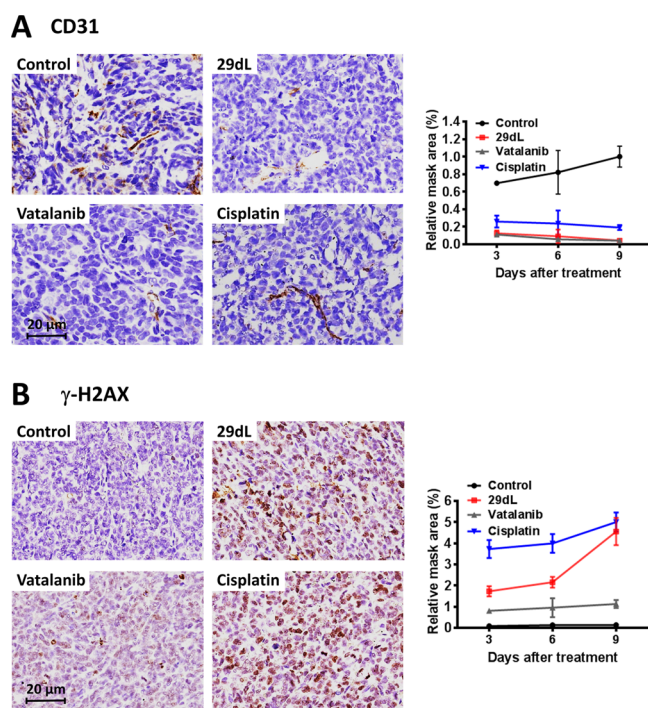 A CD31
Control
29dL
Vatalanib
Cisplatin
20 µm
Relative mask area (%)
1.4
1.2
1.0
0.8
0.6
0.4
0.2
0.0
Control
29dL
Vatalanib
Cisplatin
3 6 9
Days after treatment
B γ-H2AX
Control
29dL
Vatalanib
Cisplatin
20 µm
Relative mask area (%)
6
5
4
3
2
1
0
Control
29dL
Vatalanib
Cisplatin
3 6 9
Days after treatment